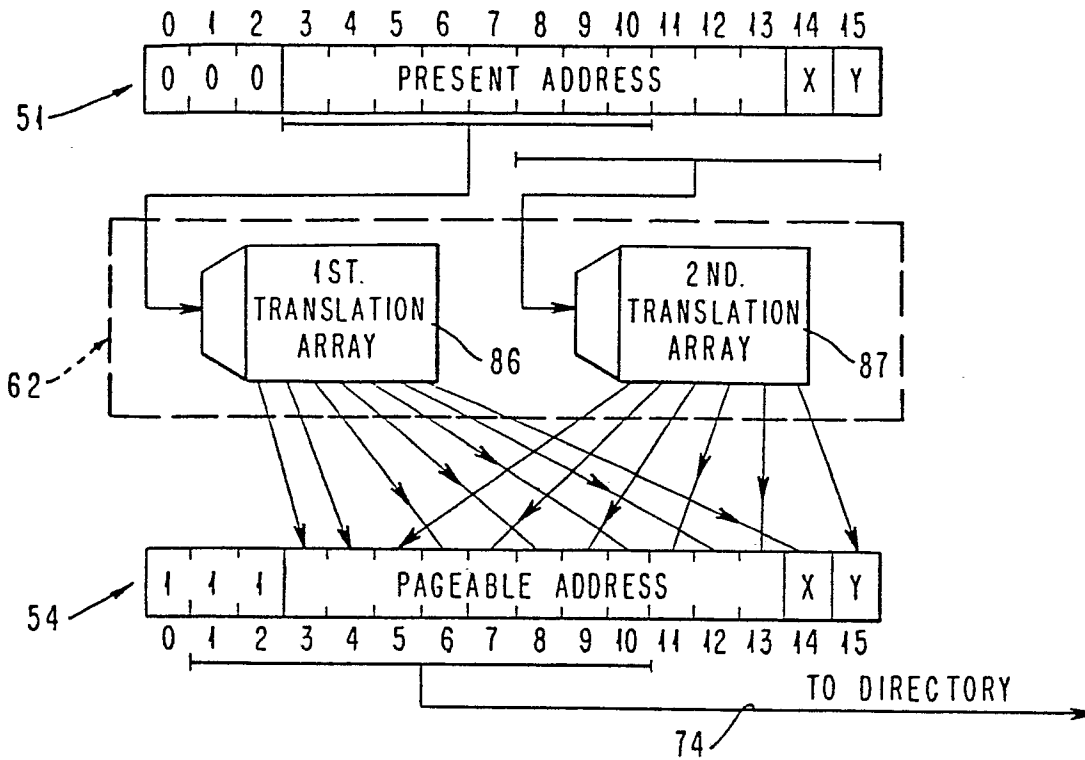 0 1 2 3 4 5 6 7 8 9 10 11 12 13 14 15
0 0 0 PRESENT ADDRESS X Y
51
1ST. TRANSLATION ARRAY
86
2ND. TRANSLATION ARRAY
87
62
1 1 1 PAGEABLE ADDRESS X Y
54
0 1 2 3 4 5 6 7 8 9 10 11 12 13 14 15
TO DIRECTORY
74